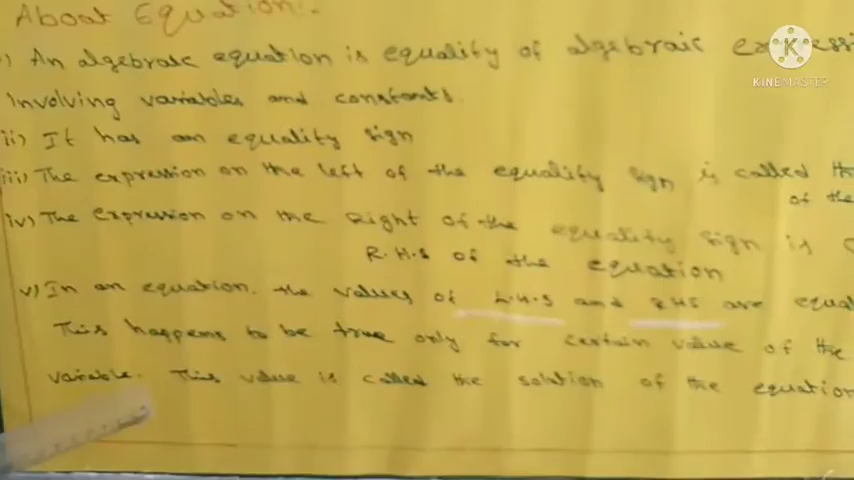 About Equation:-
i) An algebraic equation is equality of algebraic expressi
involving variables and constants.
ii) It has an equality sign
iii) The expression on the left of the equality sign is called th
of the
iv) The expression on the Right of the equality sign is c
R.H.S of the equation
v) In an equation. the values of L.H.S and RHS are equa
This happens to be true only for certain value of the
variable. This value is called the solution of the equation
K
KINEMASTER